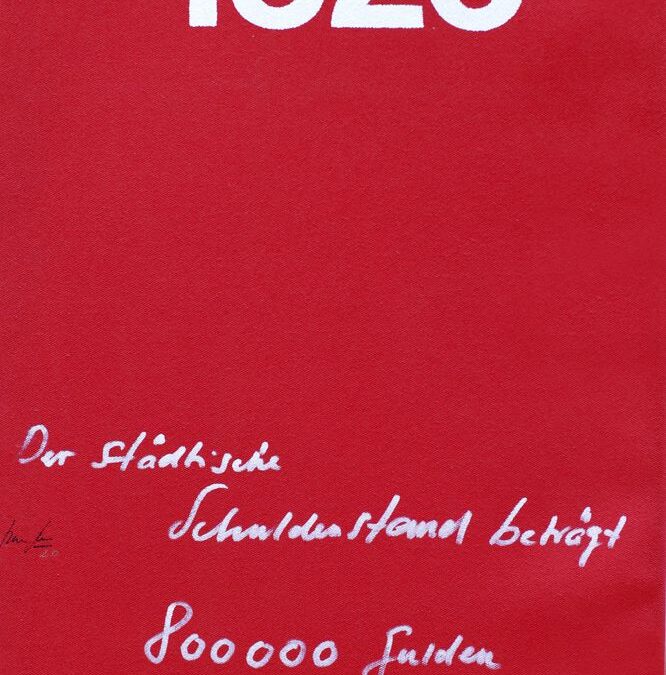 Der städtische
Schuldenstand beträgt
800000 Gulden